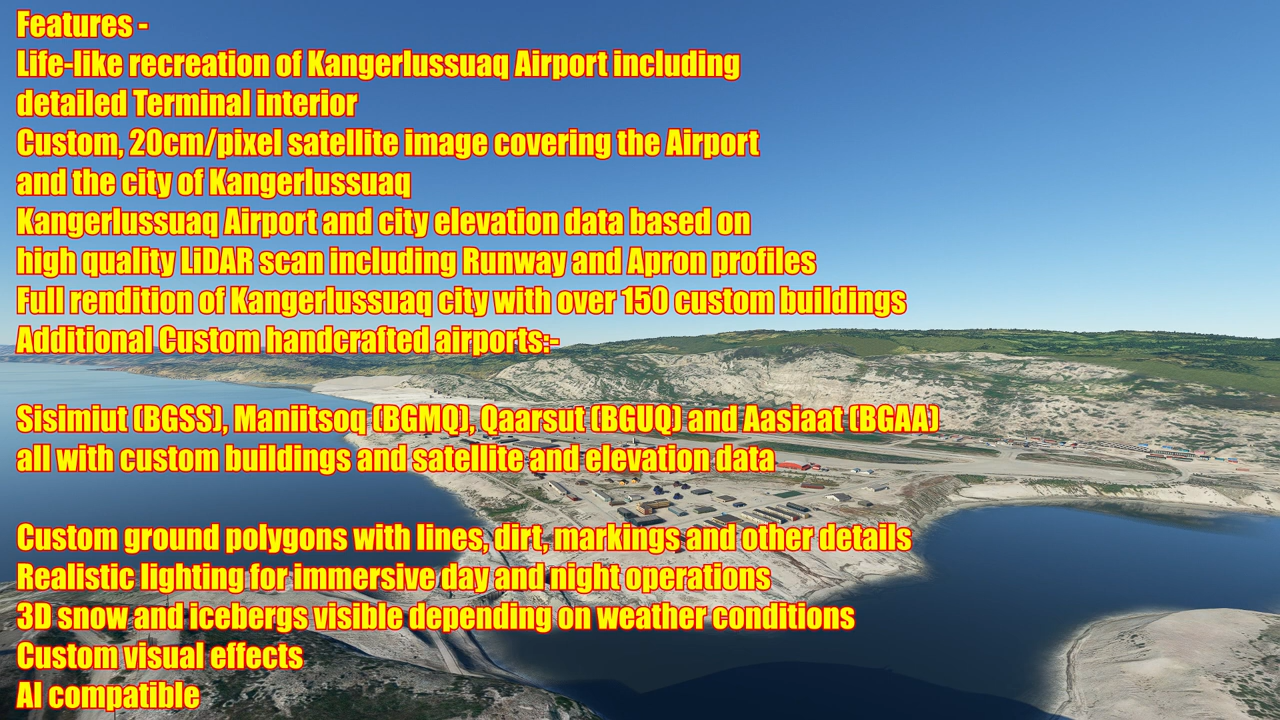 Features -
Life-like recreation of Kangerlussuaq Airport including
detailed Terminal interior
Custom, 20cm/pixel satellite image covering the Airport
and the city of Kangerlussuaq
Kangerlussuaq Airport and city elevation data based on
high quality LiDAR scan including Runway and Apron profiles
Full rendition of Kangerlussuaq city with over 150 custom buildings
Additional Custom handcrafted airports:-
Sisimiut (BGSS), Maniitsoq (BGMQ), Qaarsut (BGUQ) and Aasiaat (BGAA)
all with custom buildings and satellite and elevation data
Custom ground polygons with lines, dirt, markings and other details
Realistic lighting for immersive day and night operations
3D snow and icebergs visible depending on weather conditions
Custom visual effects
AI compatible